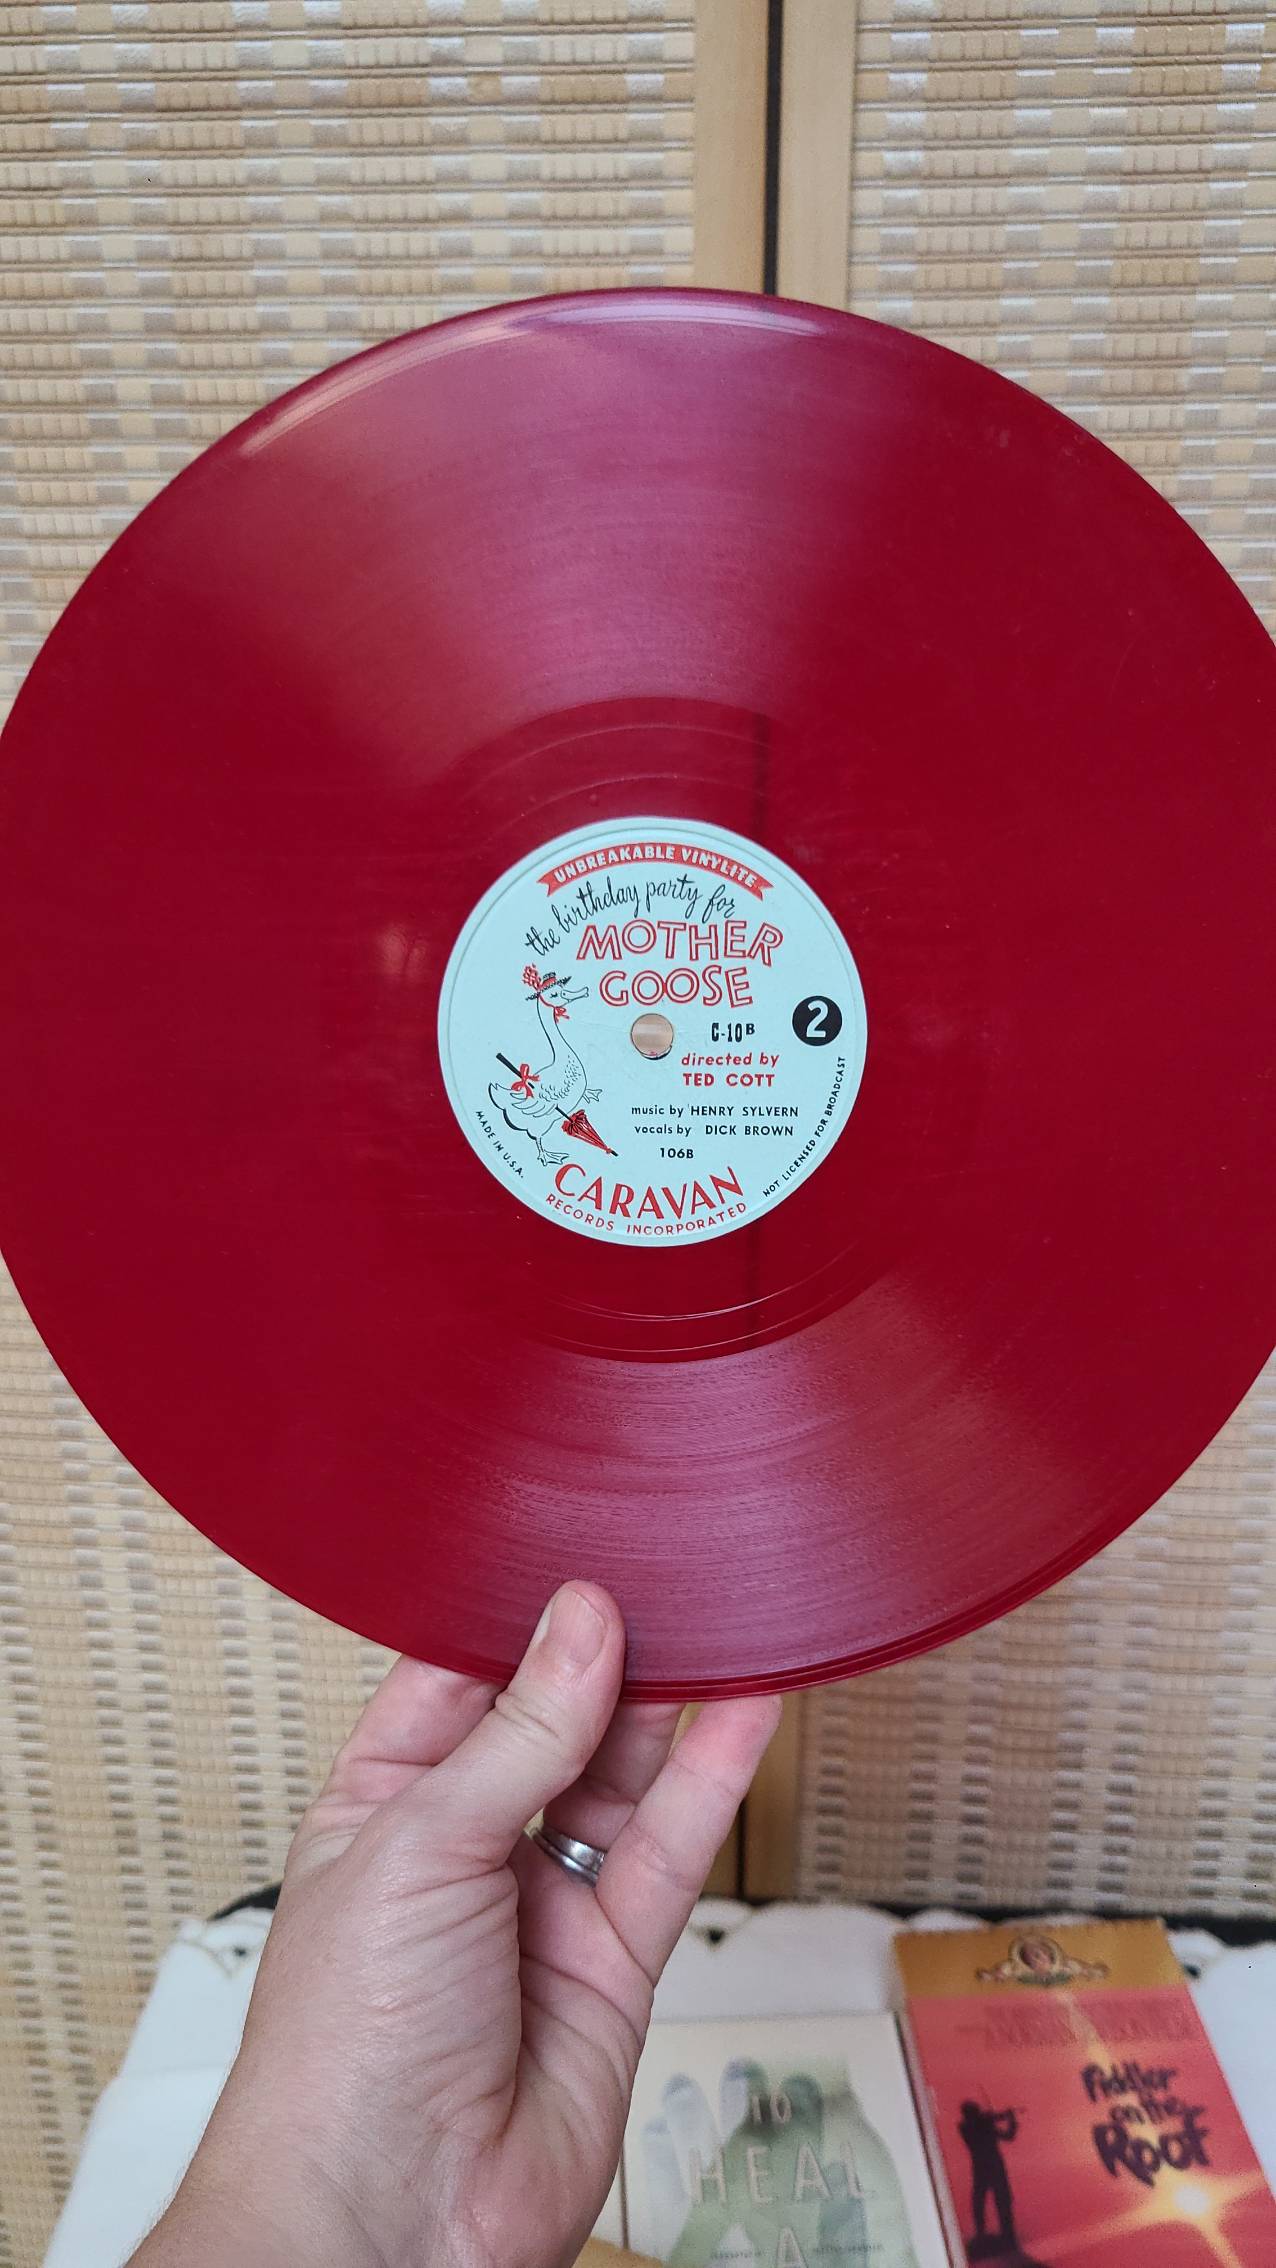 UNBREAKABLE VINYLITE
the birthday party for
MOTHER
GOOSE
C-10B
2
directed by
TED COTT
music by HENRY SYLVERN
vocals by DICK BROWN
106B
MADE IN U.S.A.
NOT LICENSED FOR BROADCAST
CARAVAN
RECORDS INCORPORATED
TO
HEAL
A
Fiddler
on the
Roof